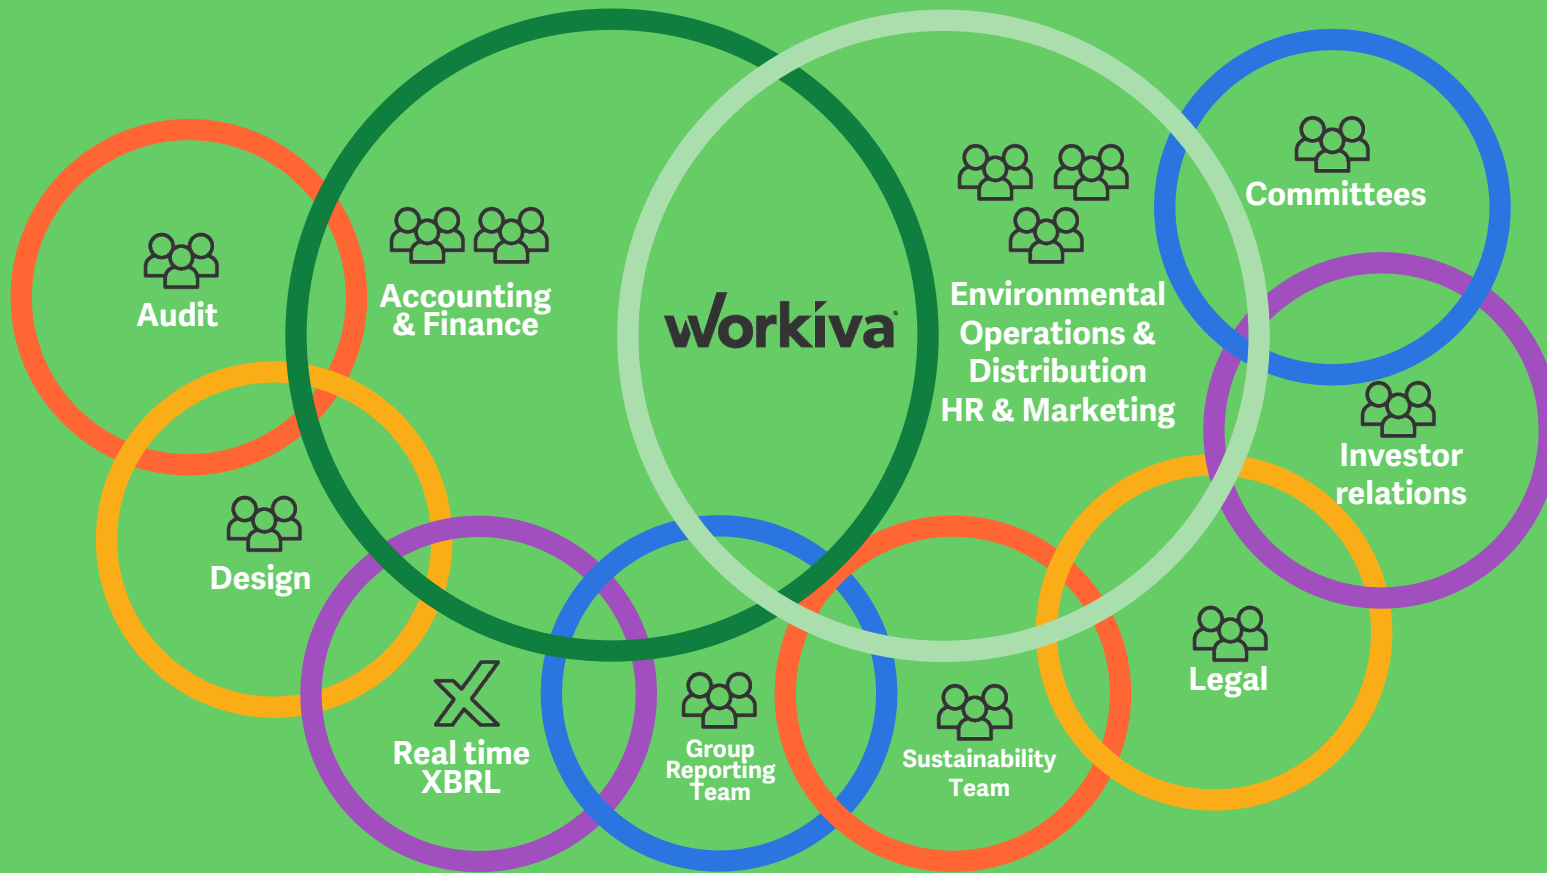 Committees
Audit
Accounting
& Finance
workiva
Environmental
Operations &
Distribution
HR & Marketing
Investor
relations
Design
Legal
Real time
XBRL
Group
Reporting
Team
Sustainability
Team